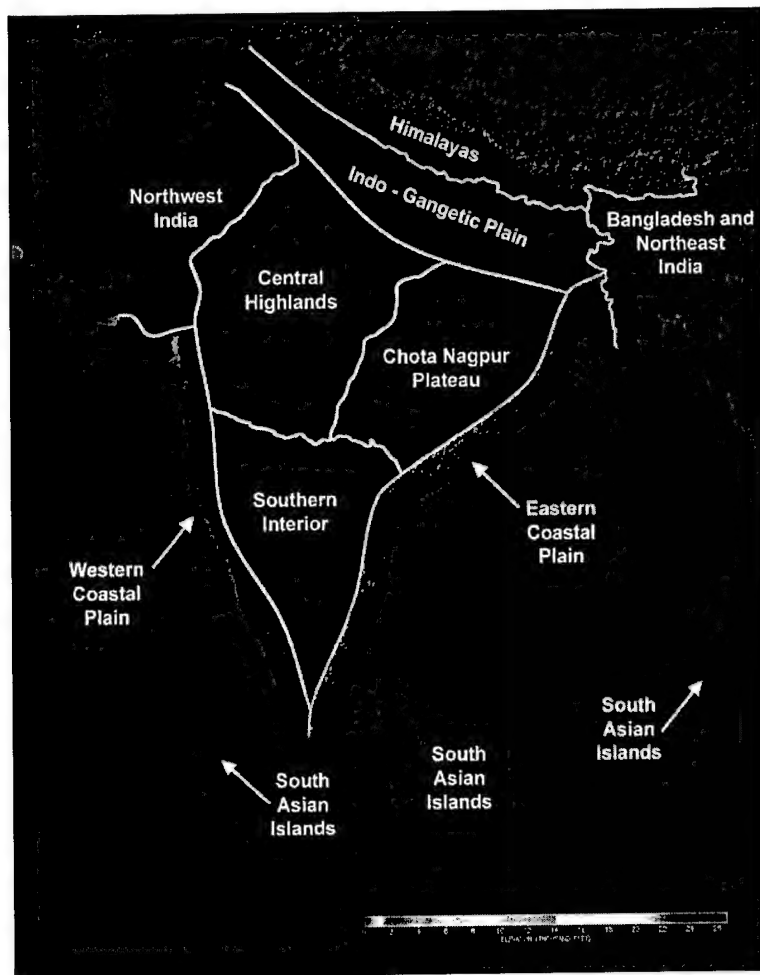 Himalayas
Indo - Gangetic Plain
Northwest
India
Bangladesh and
Northeast
India
Central
Highlands
Chota Nagpur
Plateau
Southern
Interior
Eastern
Coastal
Plain
Western
Coastal
Plain
South
Asian
Islands
South
Asian
Islands
South
Asian
Islands